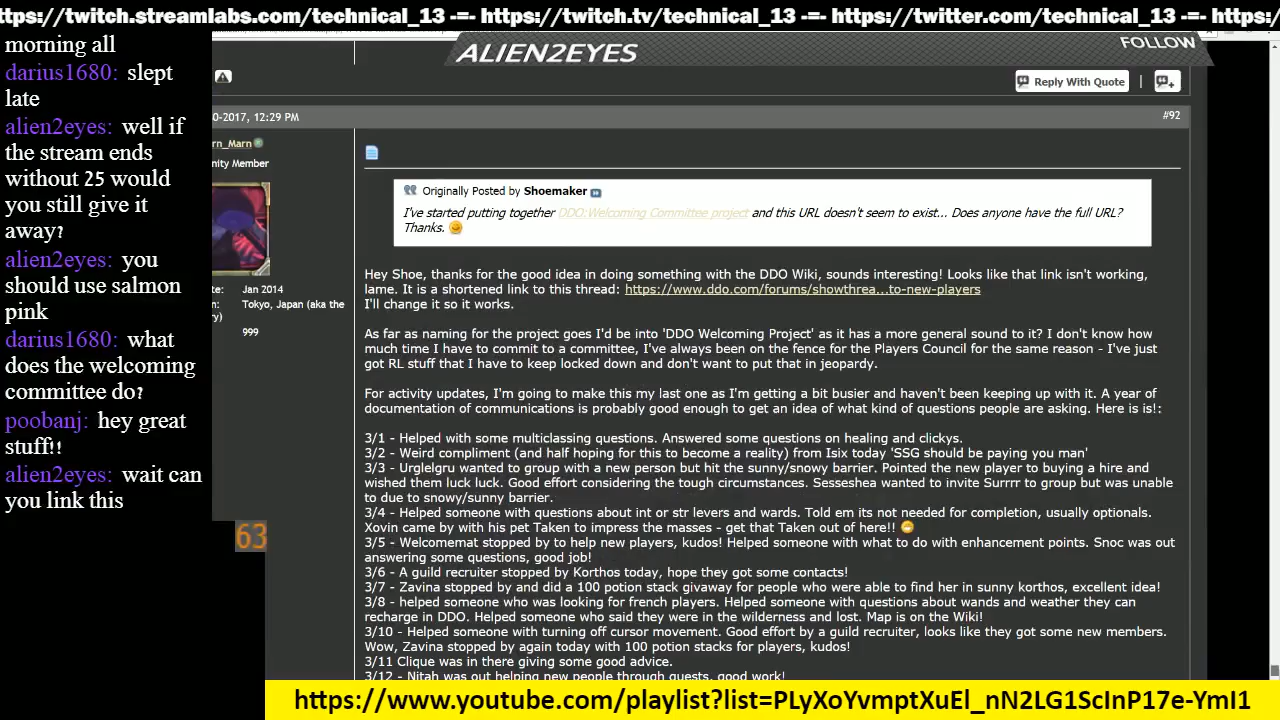 https://twitch.streamlabs.com/technical_13 -=- https://twitch.tv/technical_13 -=- https://twitter.com/technical_13 -=- https:/
morning all
darius1680: slept
late
alien2eyes: well if
the stream ends
without 25 would
you still give it
away?
alien2eyes: you
should use salmon
pink
darius1680: what
does the welcoming
committee do?
poobanj: hey great
stuff!!
alien2eyes: wait can
you link this
63
ALIEN2EYES
FOLLOW
Reply With Quote
0-2017, 12:29 PM
#92
rn_Marn
nity Member
te: Jan 2014
n: Tokyo, Japan (aka the
ry)
999
Originally Posted by Shoemaker
I've started putting together DDO:Welcoming Committee project and this URL doesn't seem to exist... Does anyone have the full URL?
Thanks.
Hey Shoe, thanks for the good idea in doing something with the DDO Wiki, sounds interesting! Looks like that link isn't working,
lame. It is a shortened link to this thread: https://www.ddo.com/forums/showthrea...to-new-players
I'll change it so it works.
As far as naming for the project goes I'd be into 'DDO Welcoming Project' as it has a more general sound to it? I don't know how
much time I have to commit to a committee, I've always been on the fence for the Players Council for the same reason - I've just
got RL stuff that I have to keep locked down and don't want to put that in jeopardy.
For activity updates, I'm going to make this my last one as I'm getting a bit busier and haven't been keeping up with it. A year of
documentation of communications is probably good enough to get an idea of what kind of questions people are asking. Here is is!:
3/1 - Helped with some multiclassing questions. Answered some questions on healing and clickys.
3/2 - Weird compliment (and half hoping for this to become a reality) from Isix today 'SSG should be paying you man'
3/3 - Urglelgru wanted to group with a new person but hit the sunny/snowy barrier. Pointed the new player to buying a hire and
wished them luck luck. Good effort considering the tough circumstances. Sesseshea wanted to invite Surrrr to group but was unable
to due to snowy/sunny barrier.
3/4 - Helped someone with questions about int or str levers and wards. Told em its not needed for completion, usually optionals.
Xovin came by with his pet Taken to impress the masses - get that Taken out of here!!
3/5 - Welcomemat stopped by to help new players, kudos! Helped someone with what to do with enhancement points. Snoc was out
answering some questions, good job!
3/6 - A guild recruiter stopped by Korthos today, hope they got some contacts!
3/7 - Zavina stopped by and did a 100 potion stack givaway for people who were able to find her in sunny korthos, excellent idea!
3/8 - helped someone who was looking for french players. Helped someone with questions about wands and weather they can
recharge in DDO. Helped someone who said they were in the wilderness and lost. Map is on the Wiki!
3/10 - Helped someone with turning off cursor movement. Good effort by a guild recruiter, looks like they got some new members.
Wow, Zavina stopped by again today with 100 potion stacks for players, kudos!
3/11 Clique was in there giving some good advice.
3/12 - Nitah was out helping new people through quests, good work!
https://www.youtube.com/playlist?list=PLyXoYvmptXuEl_nN2LG1ScInP17e-YmI1